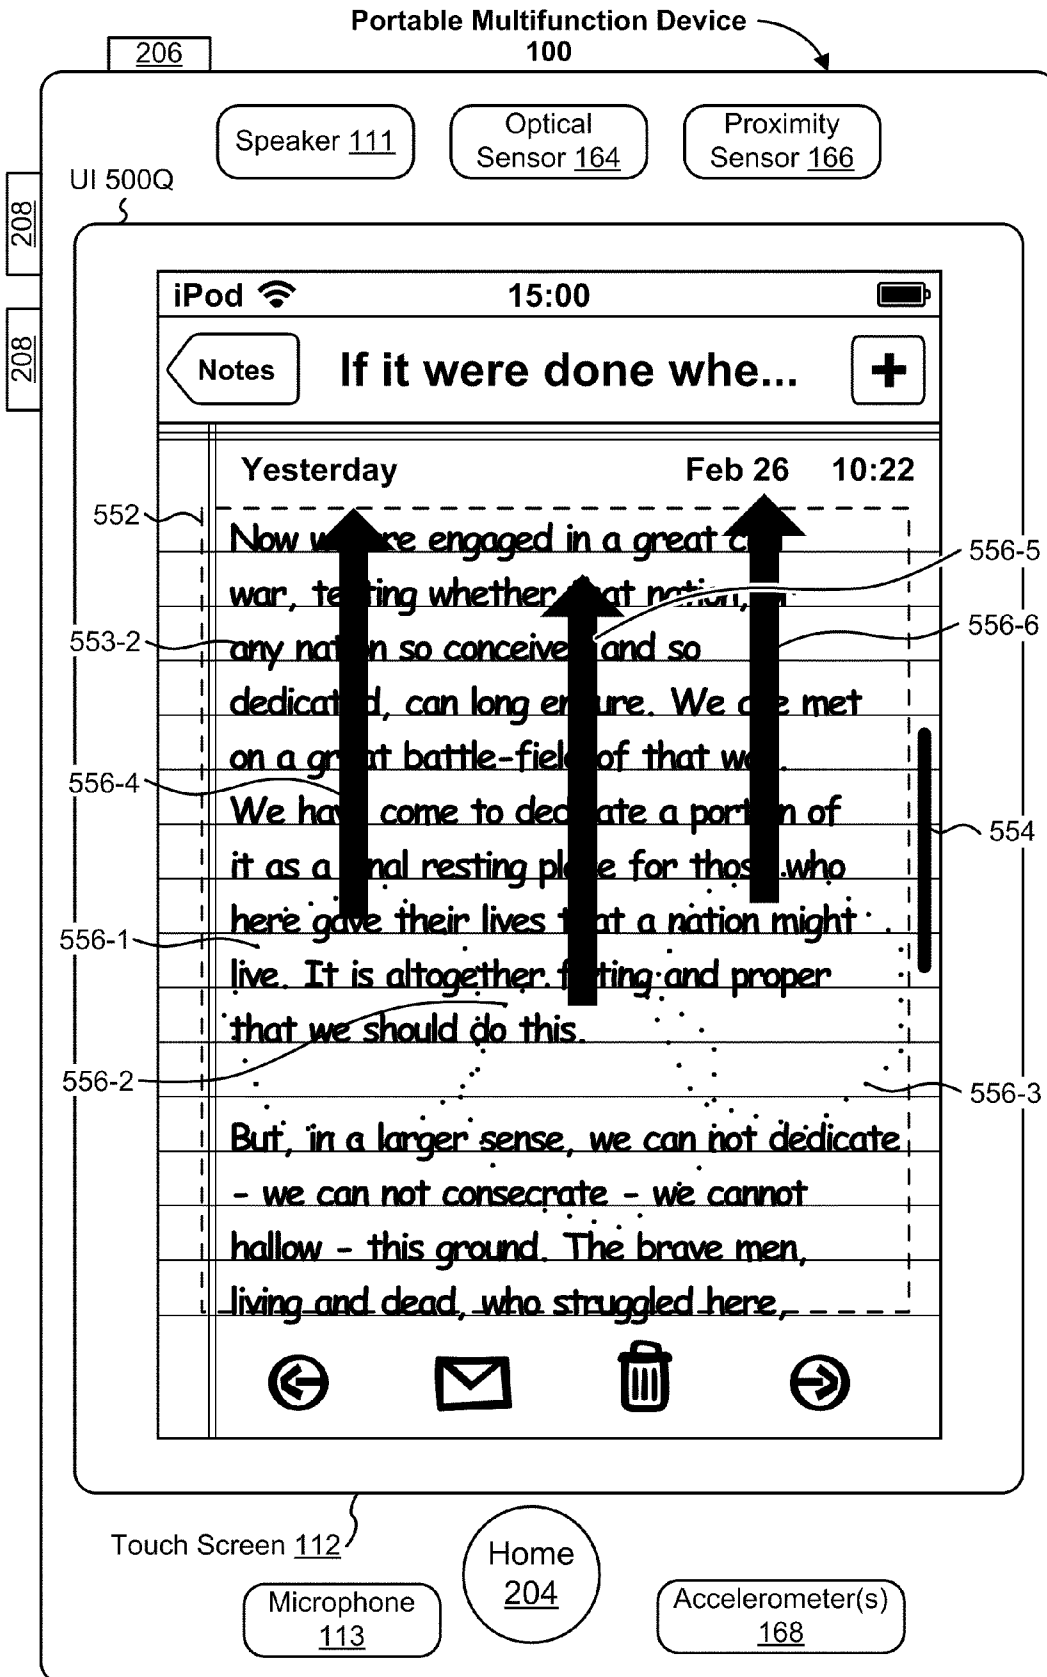 Portable Multifunction Device
100
206
Speaker 111
Optical
Sensor 164
Proximity
Sensor 166
UI 500Q
208
208
iPod 15:00
Notes If it were done whe... +
Yesterday Feb 26 10:22
552
Now we are engaged in a great civil
556-5
war, testing whether that nation, or
556-6
553-2
any nation so conceived and so
dedicated, can long endure. We are met
on a great battle-field of that war.
556-4
We have come to dedicate a portion of
554
it as a final resting place for those who
here gave their lives that a nation might
556-1
live. It is altogether fitting and proper
that we should do this.
556-2
556-3
But, in a larger sense, we can not dedicate
- we can not consecrate - we cannot
hallow - this ground. The brave men,
living and dead, who struggled here,
Touch Screen 112
Home
204
Microphone
113
Accelerometer(s)
168